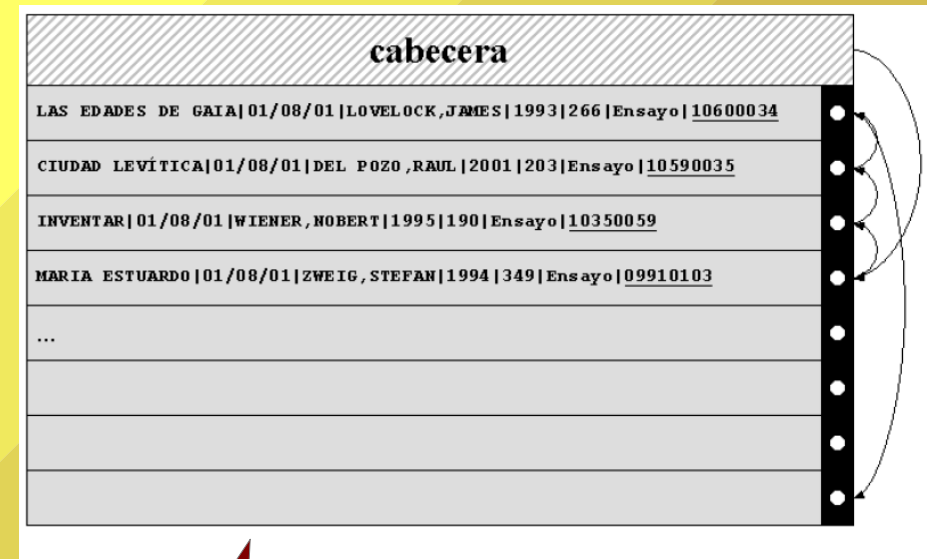 cabecera
LAS EDADES DE GAIA|01/08/01|LOVELOCK,JAMES|1993|266|Ensayo|10600034
CIUDAD LEVÍTICA|01/08/01|DEL POZO,RAUL|2001|203|Ensayo|10590035
INVENTAR|01/08/01|WIENER,NOBERT|1995|190|Ensayo|10350059
MARIA ESTUARDO|01/08/01|ZWEIG,STEFAN|1994|349|Ensayo|09910103
...